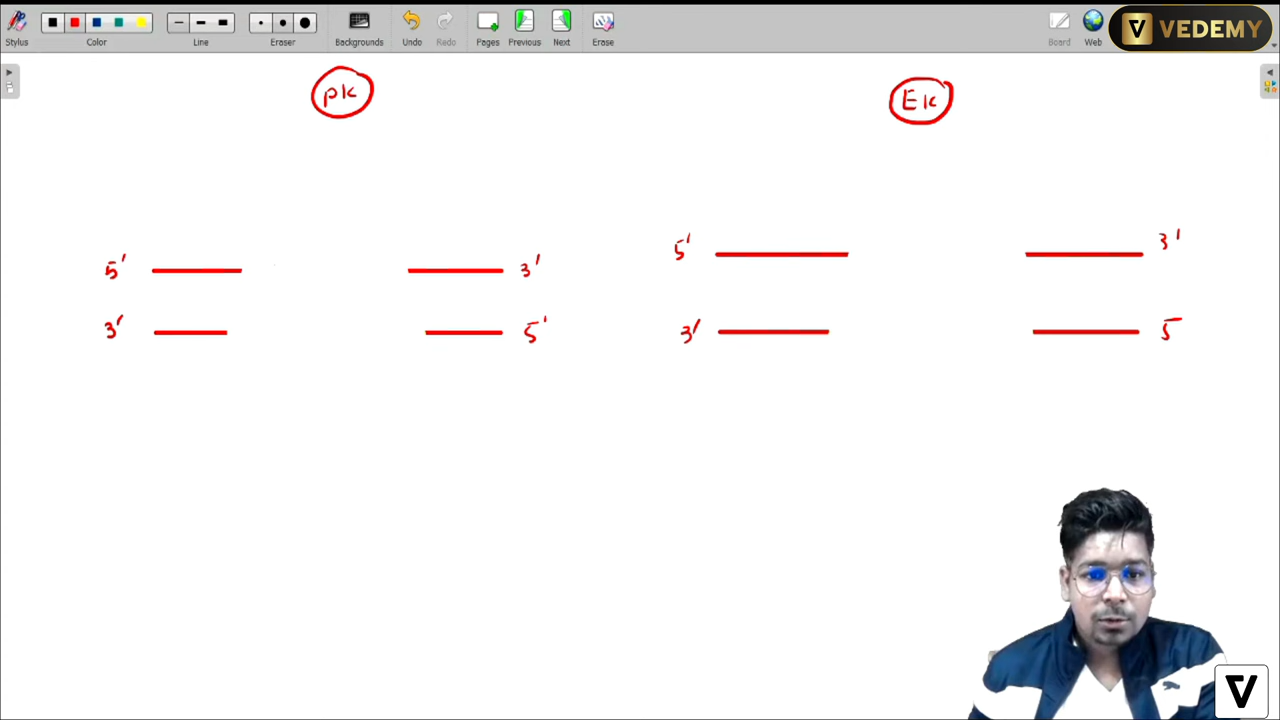 Stylus Color Line Eraser Backgrounds Undo Redo Pages Previous Next Erase Board Web
VEDEMY
pk
Ek
5' 3'
3' 5'
5' 3'
3' 5
V